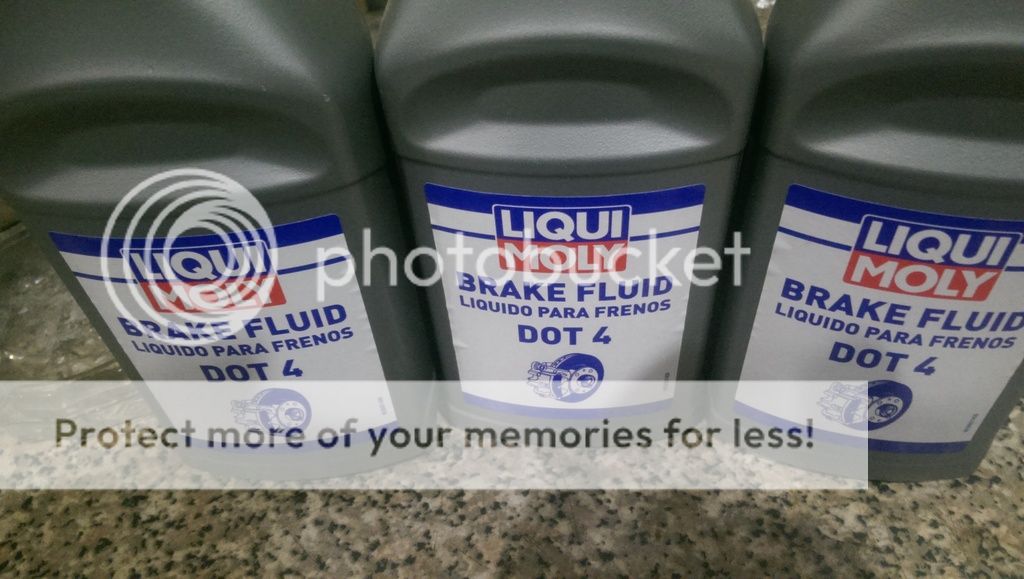 LIQUI
MOLY
BRAKE FLUID
LIQUIDO PARA FRENOS
DOT 4
LIQUI
MOLY
BRAKE FLUID
LIQUIDO PARA FRENOS
DOT 4
LIQUI
MOLY
BRAKE FLUID
LIQUIDO PARA FRENOS
DOT 4
photobucket
Protect more of your memories for less!